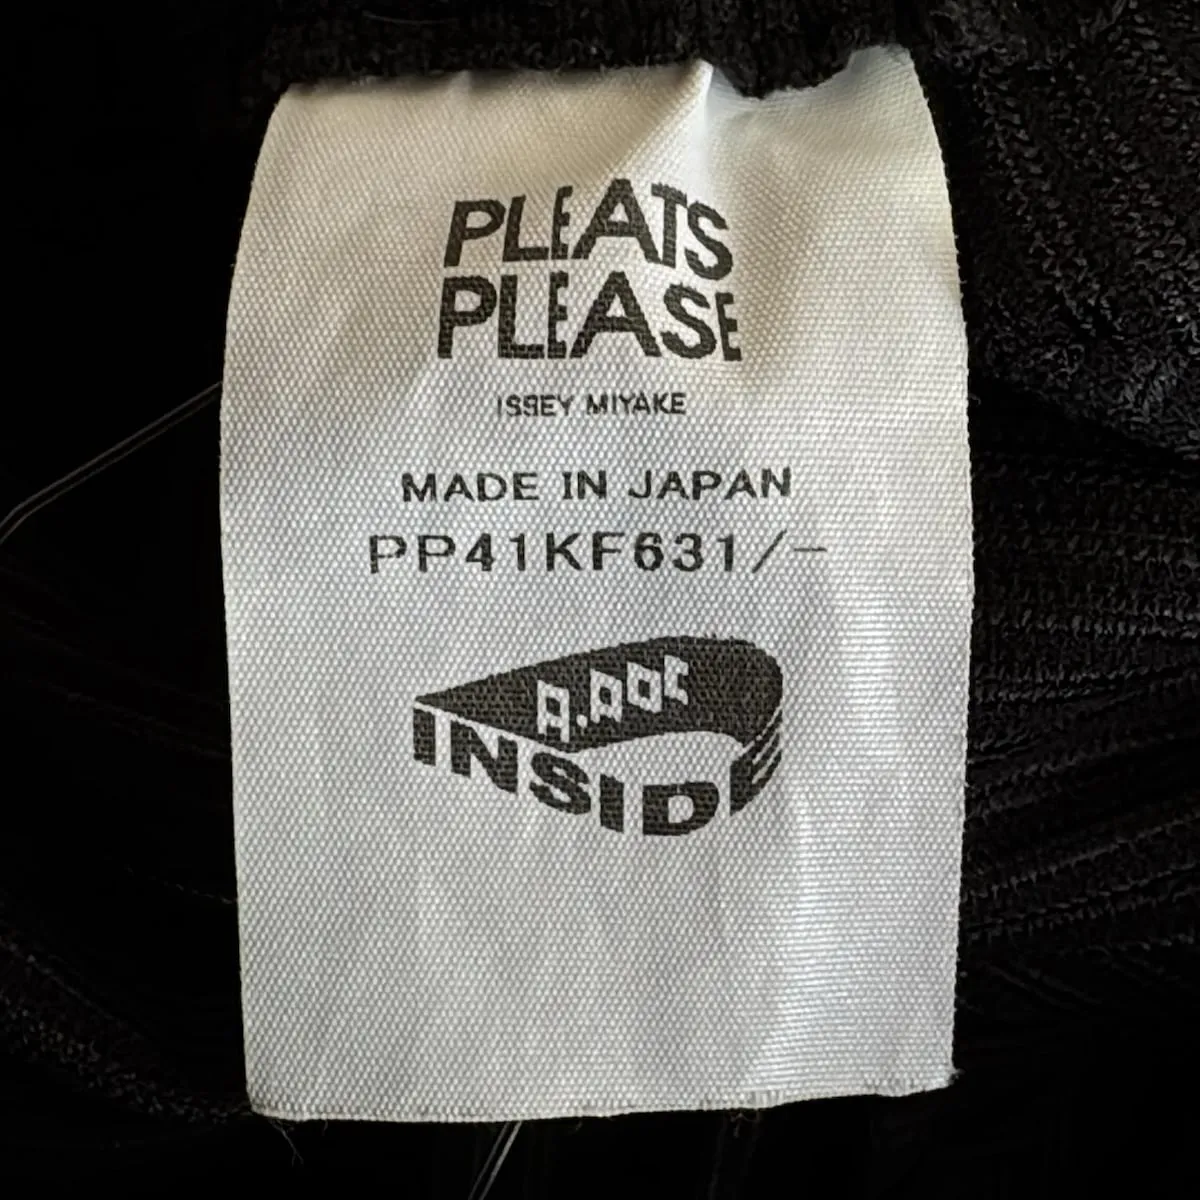 PLEATS
PLEASE
ISSEY MIYAKE
MADE IN JAPAN
PP41KF631/-
A.POC
INSIDE